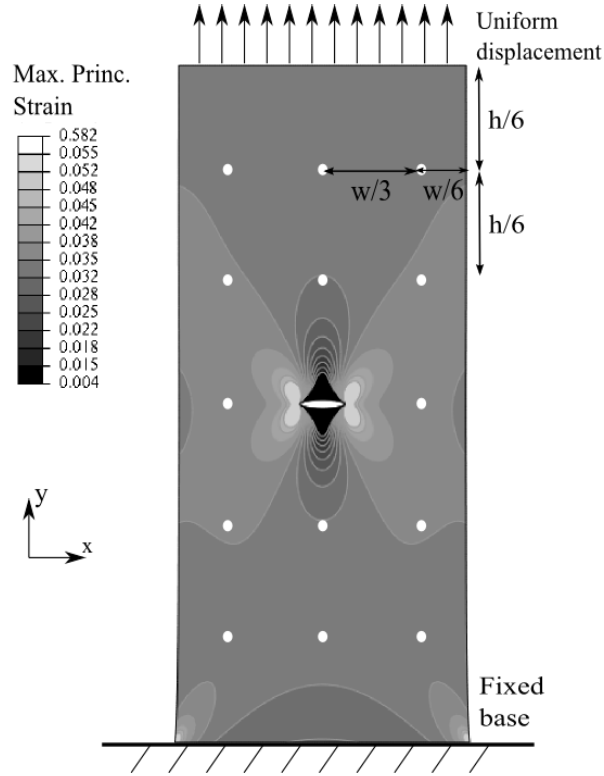 Uniform
displacement
Max. Princ.
Strain
0.582
0.055
0.052
0.048
0.045
0.042
0.038
0.035
0.032
0.028
0.025
0.022
0.018
0.015
0.004
h/6
w/3
w/6
h/6
y
x
Fixed
base